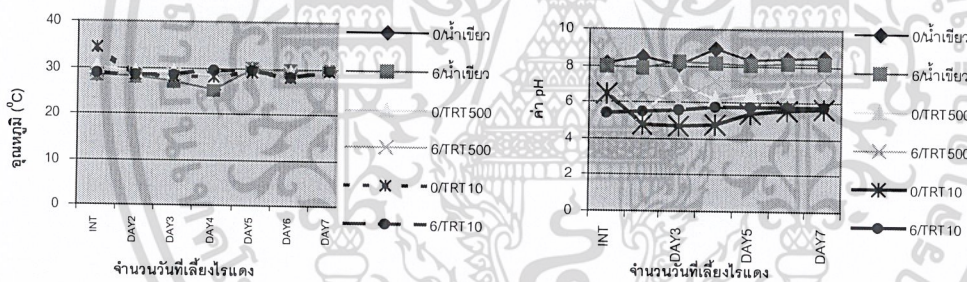 40
30
20
10
0
อุณหภูมิ (⁰C)
INT
DAY2
DAY3
DAY4
DAY5
DAY6
DAY7
จำนวนวันที่เลี้ยงไรแดง
0/น้ำเขียว
6/น้ำเขียว
0/TRT500
6/TRT500
0/TRT10
6/TRT10
10
8
6
4
2
0
ค่า pH
INT
DAY3
DAY5
DAY7
จำนวนวันที่เลี้ยงไรแดง
0/น้ำเขียว
6/น้ำเขียว
0/TRT500
6/TRT500
0/TRT10
6/TRT10